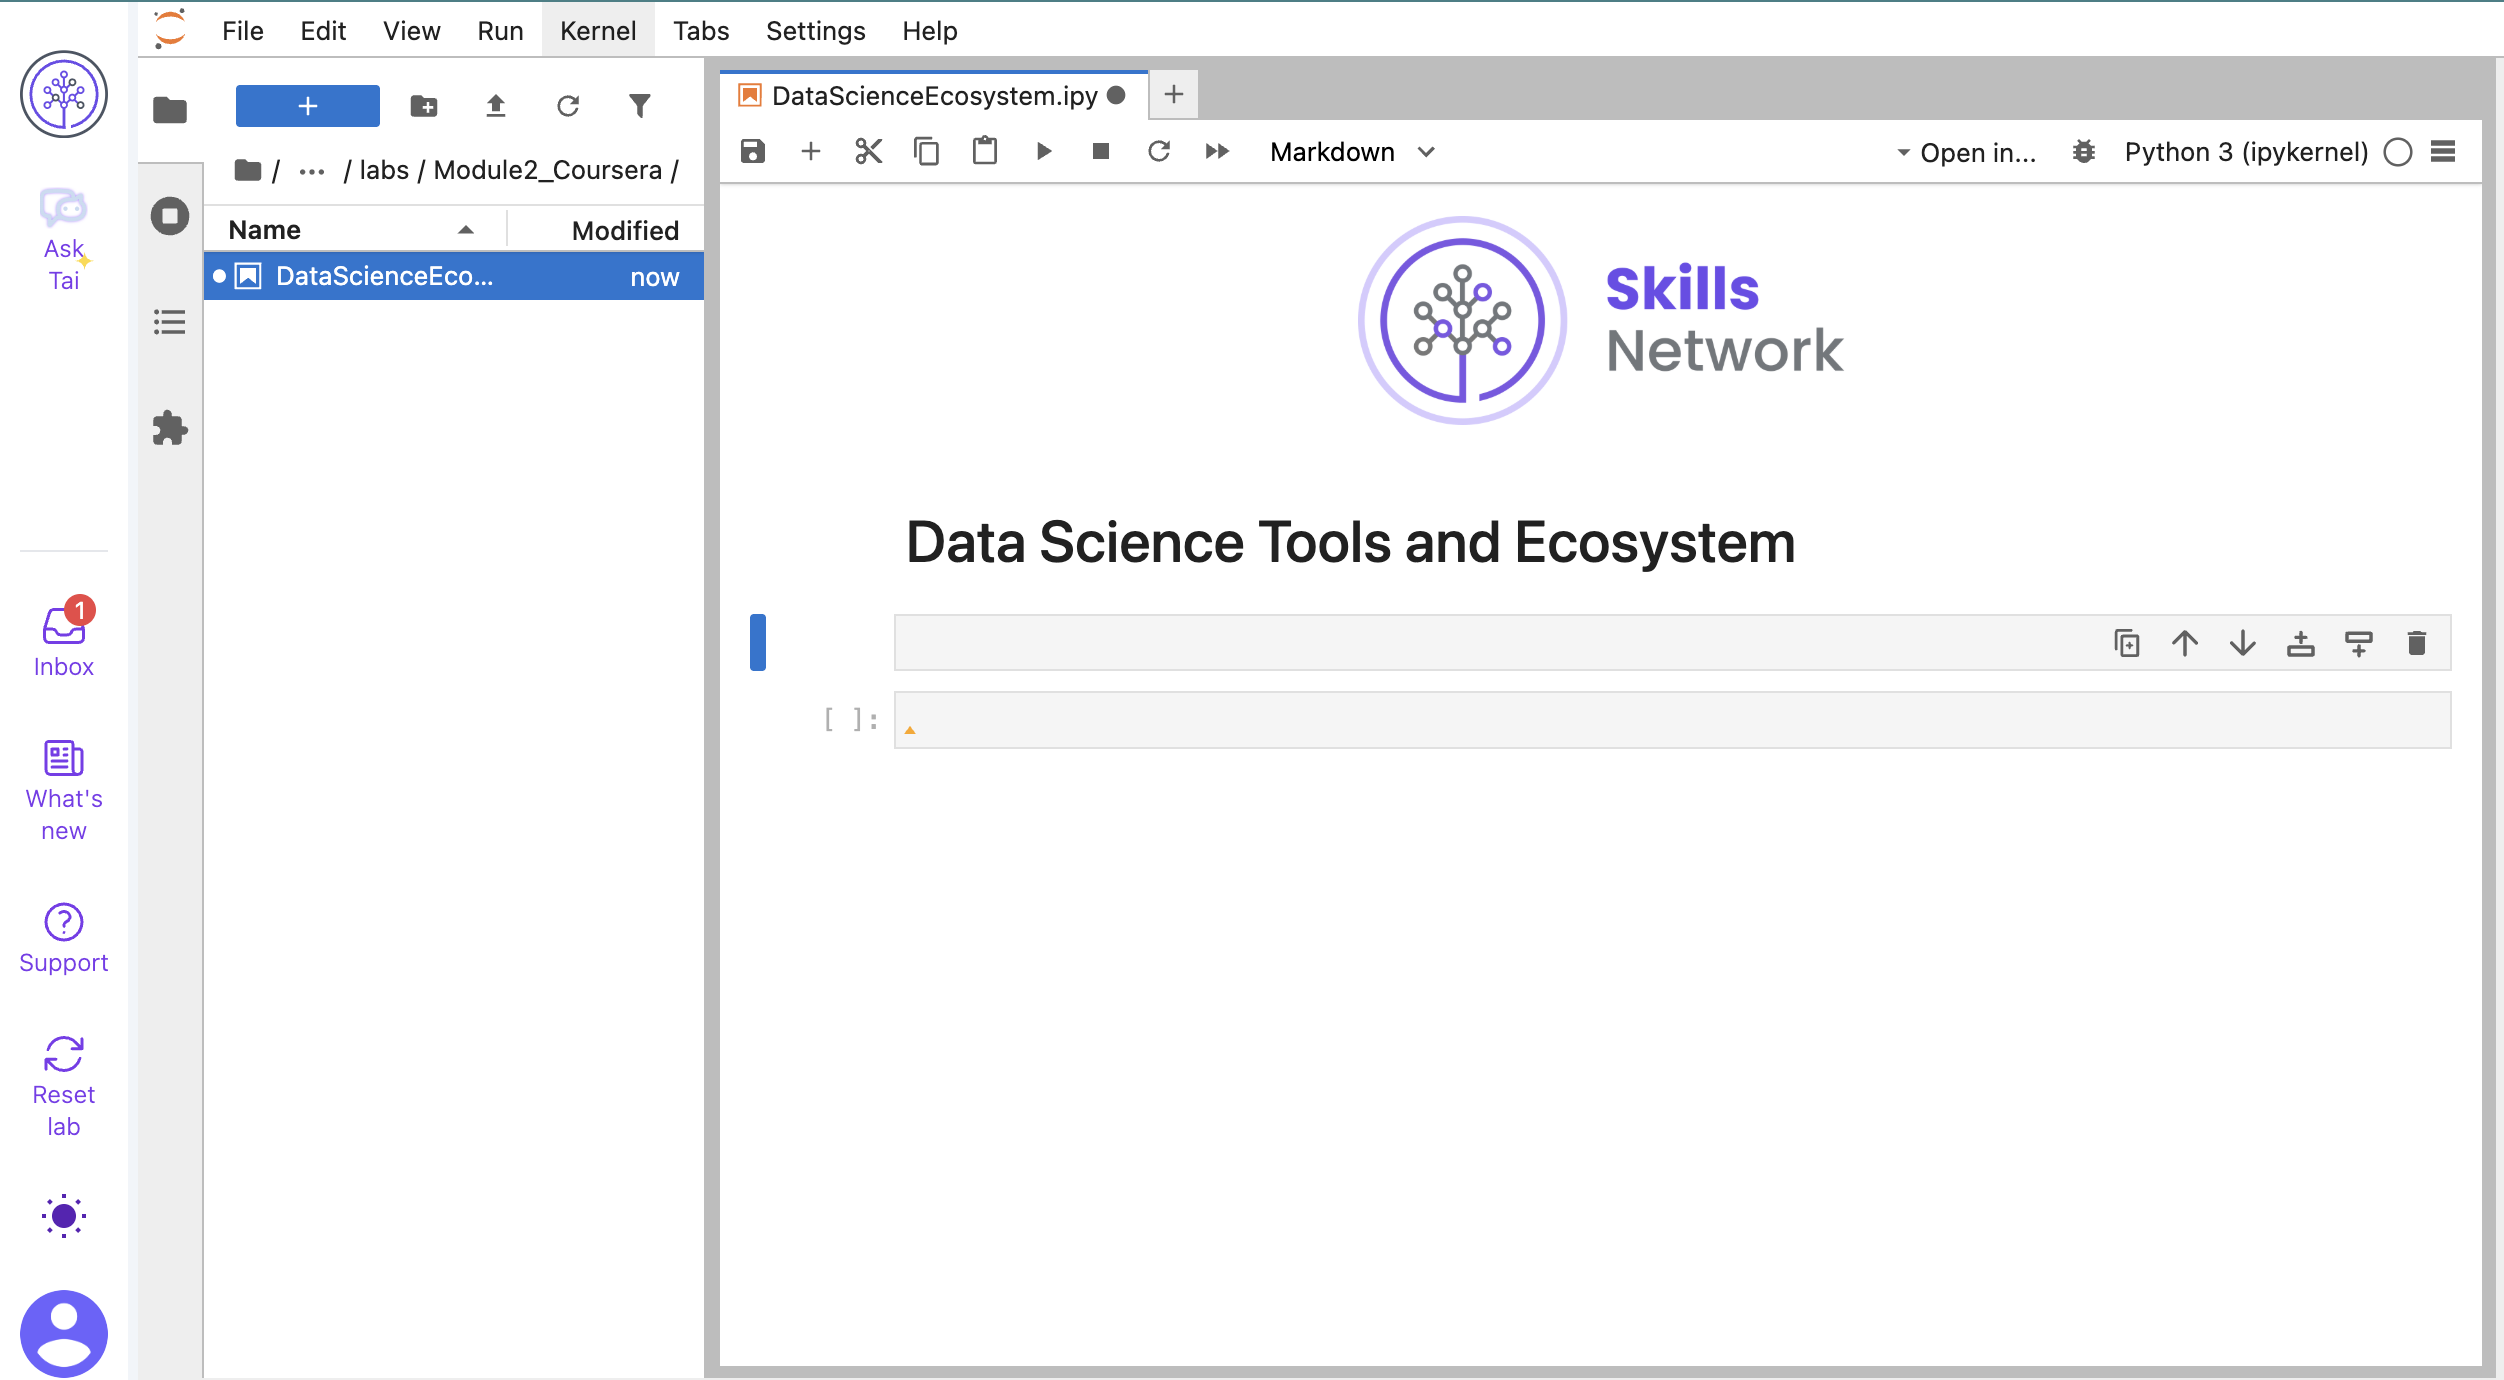 File Edit View Run Kernel Tabs Settings Help
Ask
Tai
/ ... / labs / Module2_Coursera /
Name Modified
DataScienceEco... now
DataScienceEcosystem.ipy
Markdown Open in... Python 3 (ipykernel)
Skills
Network
Data Science Tools and Ecosystem
[ ]:
1
Inbox
What's
new
Support
Reset
lab